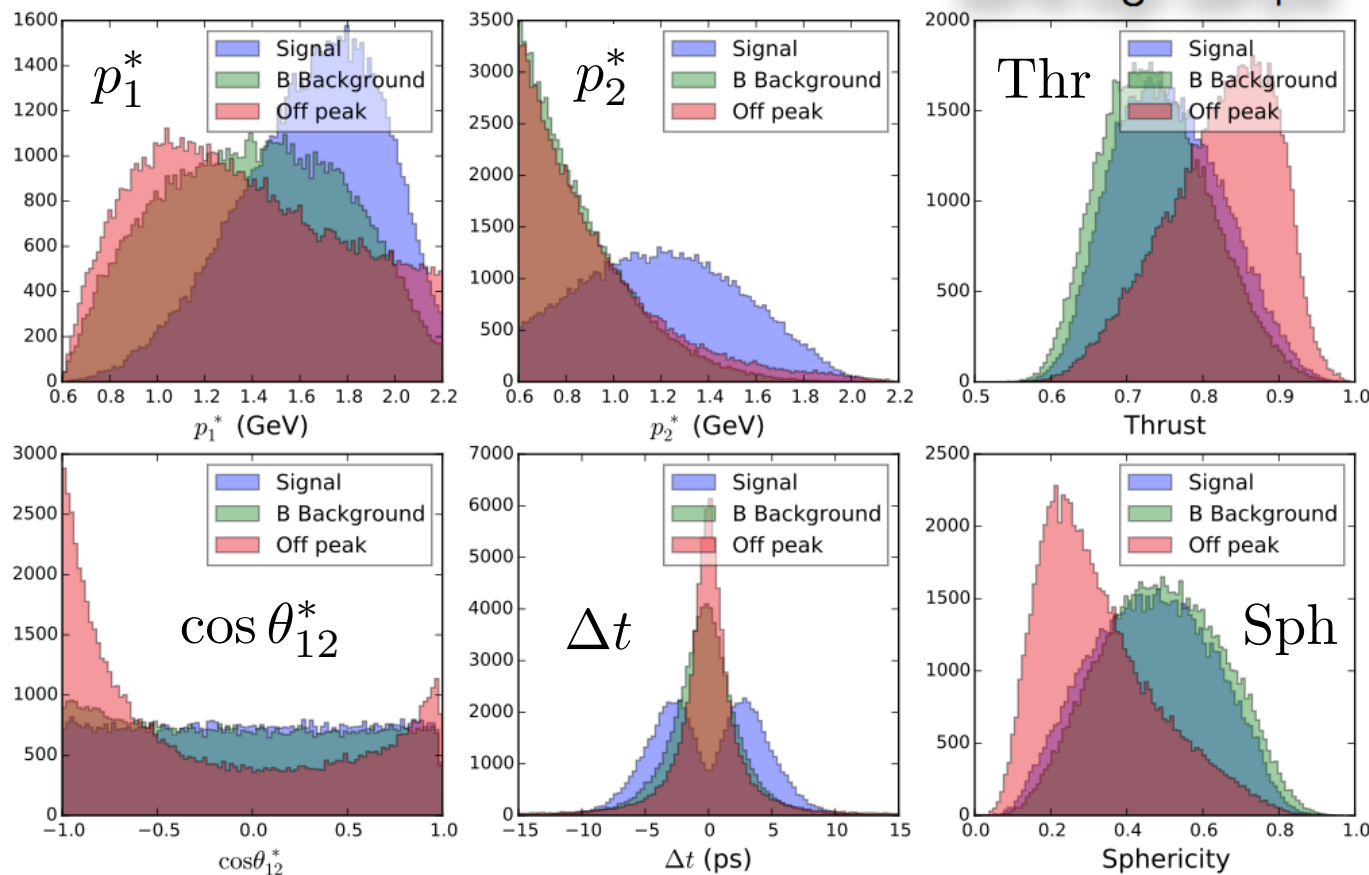 1600
1400
1200
1000
800
600
400
200
0
0.6 0.8 1.0 1.2 1.4 1.6 1.8 2.0 2.2
p₁* (GeV)
p₁*
Signal
B Background
Off peak
3500
3000
2500
2000
1500
1000
500
0
0.6 0.8 1.0 1.2 1.4 1.6 1.8 2.0 2.2
p₂* (GeV)
p₂*
Signal
B Background
Off peak
2000
1500
1000
500
0
0.5 0.6 0.7 0.8 0.9 1.0
Thrust
Thr
Signal
B Background
Off peak
3000
2500
2000
1500
1000
500
0
−1.0 −0.5 0.0 0.5 1.0
cosθ₁₂*
cos θ₁₂*
Signal
B Background
Off peak
7000
6000
5000
4000
3000
2000
1000
0
−15 −10 −5 0 5 10 15
Δt (ps)
Δt
Signal
B Background
Off peak
2500
2000
1500
1000
500
0
0.0 0.2 0.4 0.6 0.8 1.0
Sphericity
Sph
Signal
B Background
Off peak